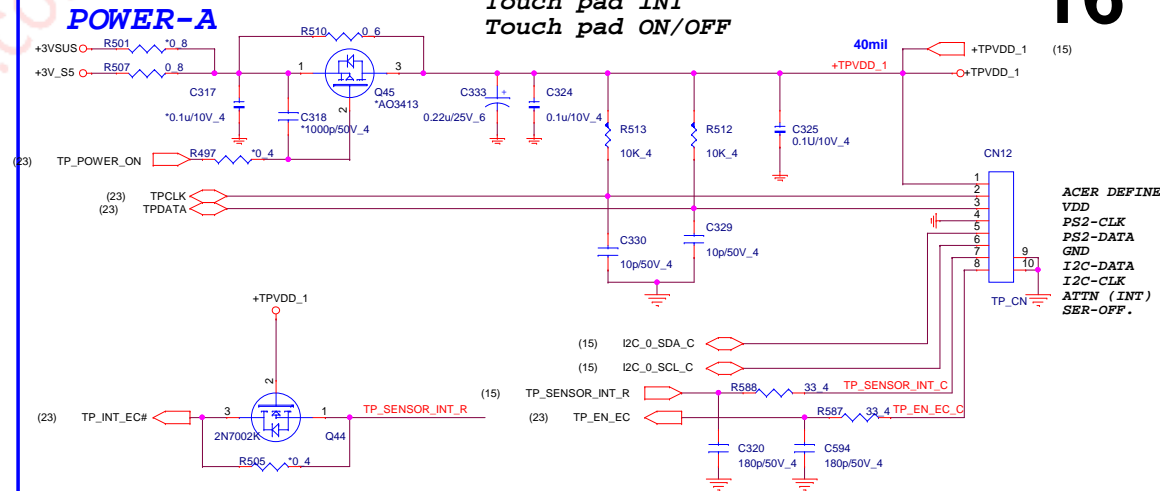 Touch pad INT
Touch pad ON/OFF
16
POWER-A
+3VSUS
R501
*0_8
R510
0_6
+3V_S5
R507
0_8
1
3
2
Q45
*AO3413
C317
*0.1u/10V_4
C318
*1000p/50V_4
C333
+
0.22u/25V_6
C324
0.1u/10V_4
R513
10K_4
R512
10K_4
C325
0.1U/10V_4
40mil
+TPVDD_1
+TPVDD_1
(15)
+TPVDD_1
(23)
TP_POWER_ON
R497
*0_4
(23)
TPCLK
(23)
TPDATA
C330
10p/50V_4
C329
10p/50V_4
CN12
1
2
3
4
5
6
7
8
9
10
TP_CN
ACER DEFINE
VDD
PS2-CLK
PS2-DATA
GND
I2C-DATA
I2C-CLK
ATTN (INT)
SER-OFF.
+TPVDD_1
2
(23)
TP_INT_EC#
3
1
2N7002K
Q44
TP_SENSOR_INT_R
R505
*0_4
(15)
I2C_0_SDA_C
(15)
I2C_0_SCL_C
(15)
TP_SENSOR_INT_R
R588
33_4
TP_SENSOR_INT_C
(23)
TP_EN_EC
R587
33_4
TP_EN_EC_C
C320
180p/50V_4
C594
180p/50V_4